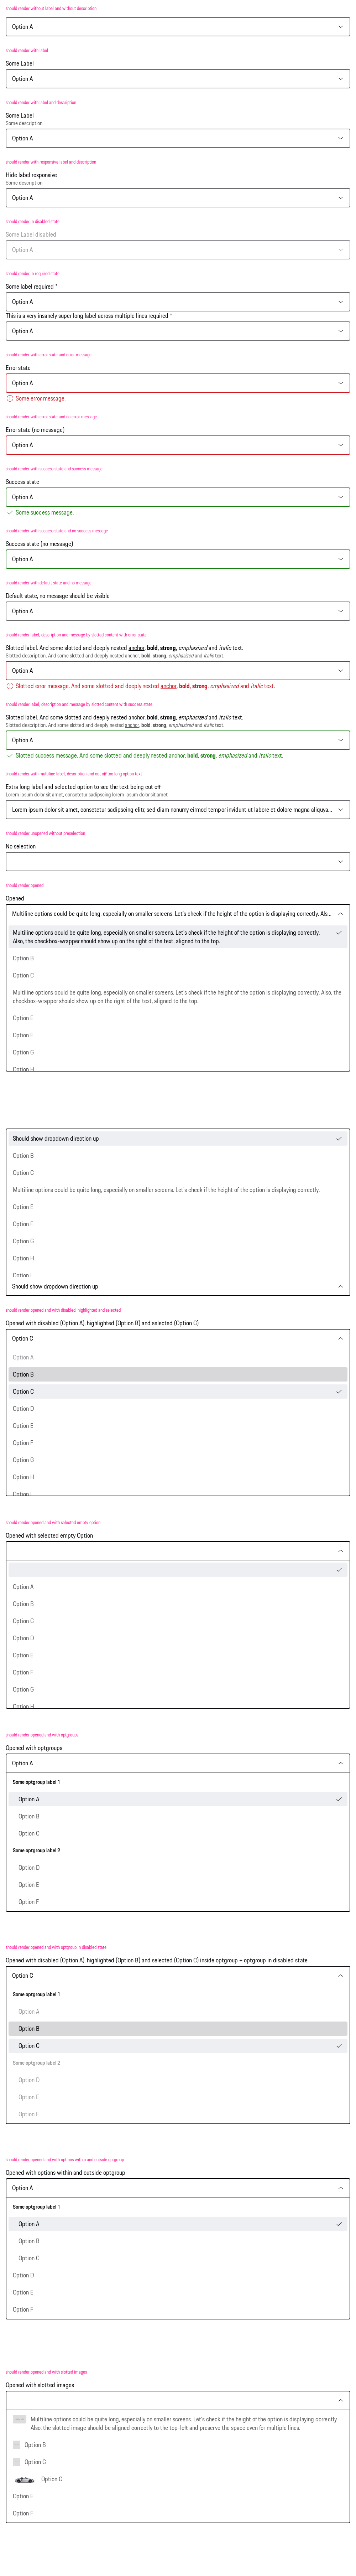 should render without label and without description
Option A
should render with label
Some Label
Option A
should render with label and description
Some Label
Some description
Option A
should render with responsive label and description
Hide label responsive
Some description
Option A
should render in disabled state
Some Label disabled
Option A
should render in required state
Some label required *
Option A
This is a very insanely super long label across multiple lines required *
Option A
should render with error state and error message
Error state
Option A
Some error message.
should render with error state and no error message
Error state (no message)
Option A
should render with success state and success message
Success state
Option A
Some success message.
should render with success state and no success message
Success state (no message)
Option A
should render with default state and no message
Default state, no message should be visible
Option A
should render label, description and message by slotted content with error state
Slotted label. And some slotted and deeply nested anchor, bold, strong, emphasized and italic text.
Slotted description. And some slotted and deeply nested anchor, bold, strong, emphasized and italic text.
Option A
Slotted error message. And some slotted and deeply nested anchor, bold, strong, emphasized and italic text.
should render label, description and message by slotted content with success state
Slotted label. And some slotted and deeply nested anchor, bold, strong, emphasized and italic text.
Slotted description. And some slotted and deeply nested anchor, bold, strong, emphasized and italic text.
Option A
Slotted success message. And some slotted and deeply nested anchor, bold, strong, emphasized and italic text.
should render with multiline label, description and cut off too long option text
Extra long label and selected option to see the text being cut off
Lorem ipsum dolor sit amet, consetetur sadipscing lorem ipsum dolor sit amet
Lorem ipsum dolor sit amet, consetetur sadipscing elitr, sed diam nonumy eirmod tempor invidunt ut labore et dolore magna aliquya...
should render unopened without preselection
No selection
should render opened
Opened
Multiline options could be quite long, especially on smaller screens. Let's check if the height of the option is displaying correctly. Als...
Multiline options could be quite long, especially on smaller screens. Let's check if the height of the option is displaying correctly.
Also, the checkbox-wrapper should show up on the right of the text, aligned to the top.
Option B
Option C
Multiline options could be quite long, especially on smaller screens. Let's check if the height of the option is displaying correctly. Also, the
checkbox-wrapper should show up on the right of the text, aligned to the top.
Option E
Option F
Option G
Option H
Should show dropdown direction up
Option B
Option C
Multiline options could be quite long, especially on smaller screens. Let's check if the height of the option is displaying correctly.
Option E
Option F
Option G
Option H
Option I
Should show dropdown direction up
should render opened and with disabled, highlighted and selected
Opened with disabled (Option A), highlighted (Option B) and selected (Option C)
Option C
Option A
Option B
Option C
Option D
Option E
Option F
Option G
Option H
Option I
should render opened and with selected empty option
Opened with selected empty Option
Option A
Option B
Option C
Option D
Option E
Option F
Option G
Option H
should render opened and with optgroups
Opened with optgroups
Option A
Some optgroup label 1
Option A
Option B
Option C
Some optgroup label 2
Option D
Option E
Option F
should render opened and with optgroup in disabled state
Opened with disabled (Option A), highlighted (Option B) and selected (Option C) inside optgroup + optgroup in disabled state
Option C
Some optgroup label 1
Option A
Option B
Option C
Some optgroup label 2
Option D
Option E
Option F
should render opened and with options within and outside optgroup
Opened with options within and outside optgroup
Option A
Some optgroup label 1
Option A
Option B
Option C
Option D
Option E
Option F
should render opened and with slotted images
Opened with slotted images
Multiline options could be quite long, especially on smaller screens. Let's check if the height of the option is displaying correctly.
Also, the slotted image should be aligned correctly to the top-left and preserve the space even for multiple lines.
Option B
Option C
Option C
Option E
Option F